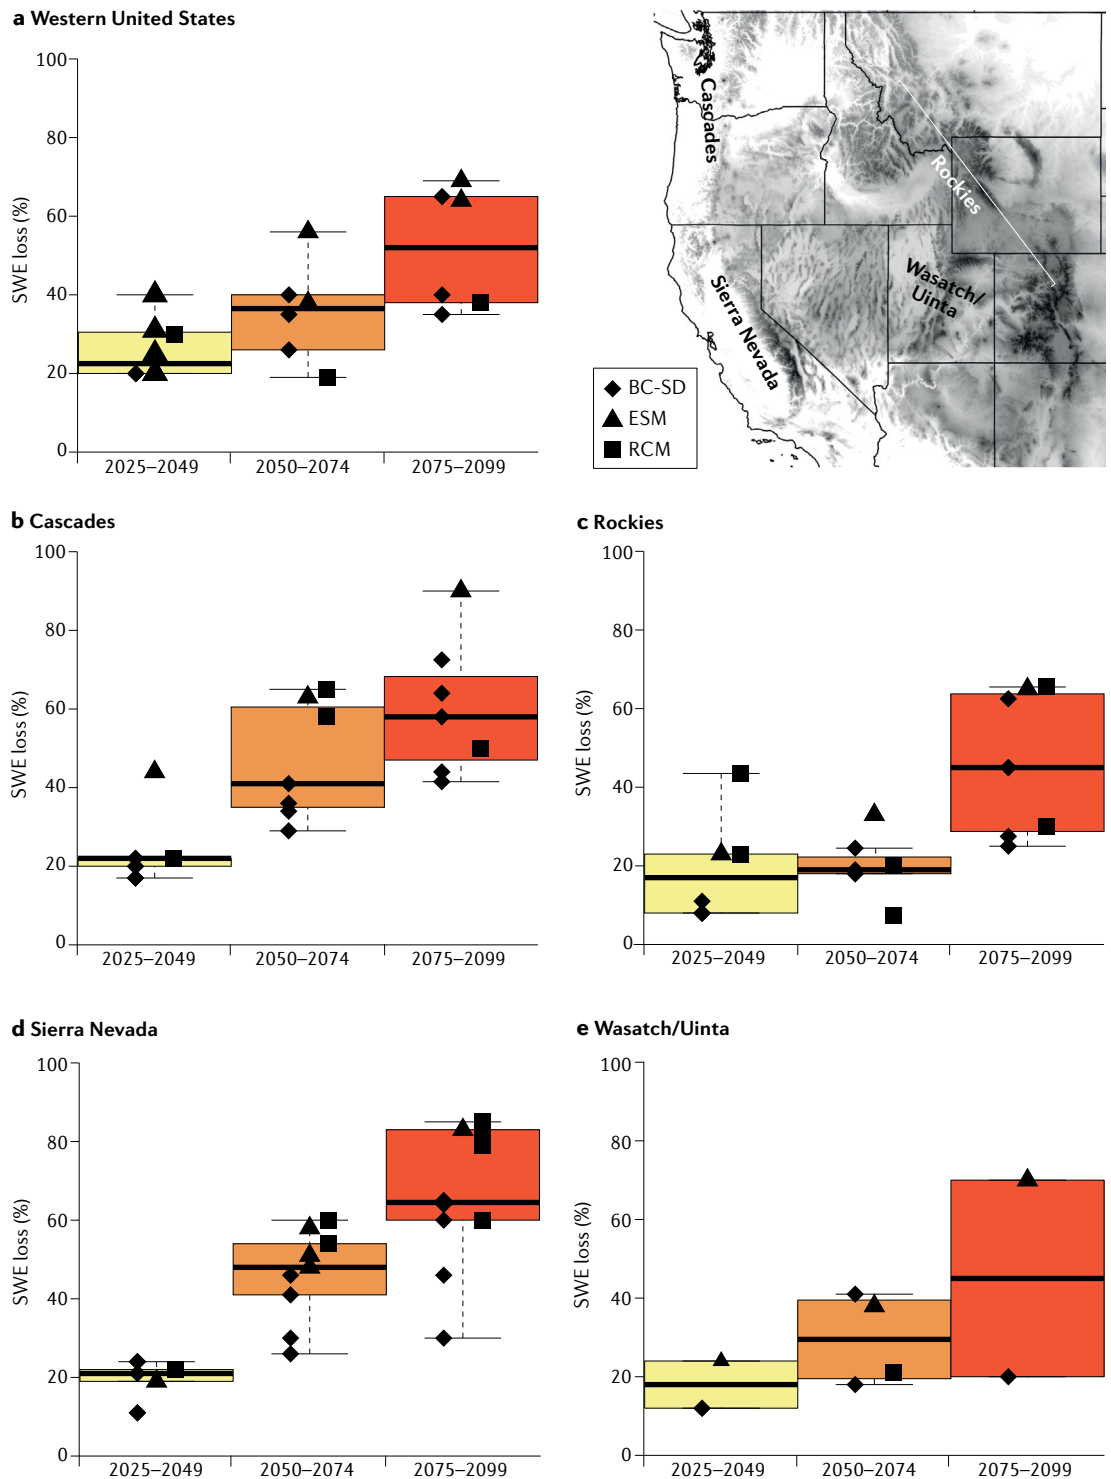 a Western United States
SWE loss (%)
100
80
60
40
20
0
2025–2049
2050–2074
2075–2099
Cascades
Rockies
Wasatch/
Uinta
Sierra Nevada
BC-SD
ESM
RCM
b Cascades
SWE loss (%)
100
80
60
40
20
0
2025–2049
2050–2074
2075–2099
c Rockies
SWE loss (%)
100
80
60
40
20
0
2025–2049
2050–2074
2075–2099
d Sierra Nevada
SWE loss (%)
100
80
60
40
20
0
2025–2049
2050–2074
2075–2099
e Wasatch/Uinta
SWE loss (%)
100
80
60
40
20
0
2025–2049
2050–2074
2075–2099